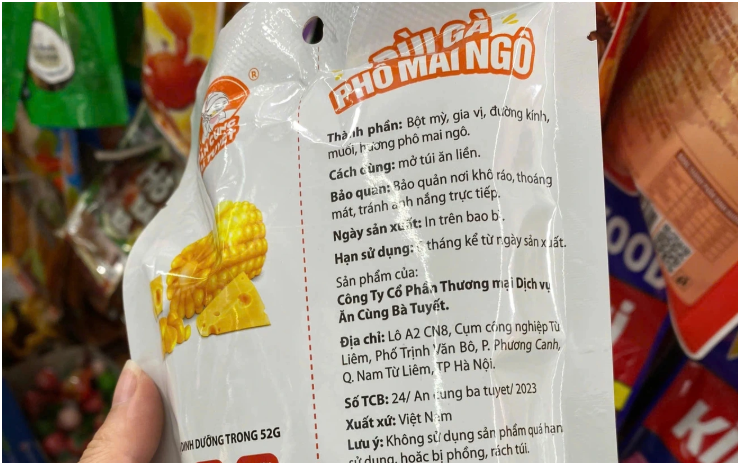 ĐÙI GÀ
PHÔ MAI NGÔ
Thành phần: Bột mỳ, gia vị, đường kính,
muối, hương phô mai ngô.
Cách dùng: mở túi ăn liền.
Bảo quản: Bảo quản nơi khô ráo, thoáng
mát, tránh ánh nắng trực tiếp.
Ngày sản xuất: In trên bao bì.
Hạn sử dụng: tháng kể từ ngày sản xuất.
Sản phẩm của:
Công Ty Cổ Phần Thương mại Dịch vụ
Ăn Cùng Bà Tuyết.
Địa chỉ: Lô A2 CN8, Cụm công nghiệp Từ
Liêm, Phố Trịnh Văn Bô, P. Phương Canh,
Q. Nam Từ Liêm, TP Hà Nội.
Số TCB: 24/ An cung ba tuyet/ 2023
Xuất xứ: Việt Nam
Lưu ý: Không sử dụng sản phẩm quá hạn
sử dụng, hoặc bị phồng, rách túi.
DINH DƯỠNG TRONG 52G
OOD
KI